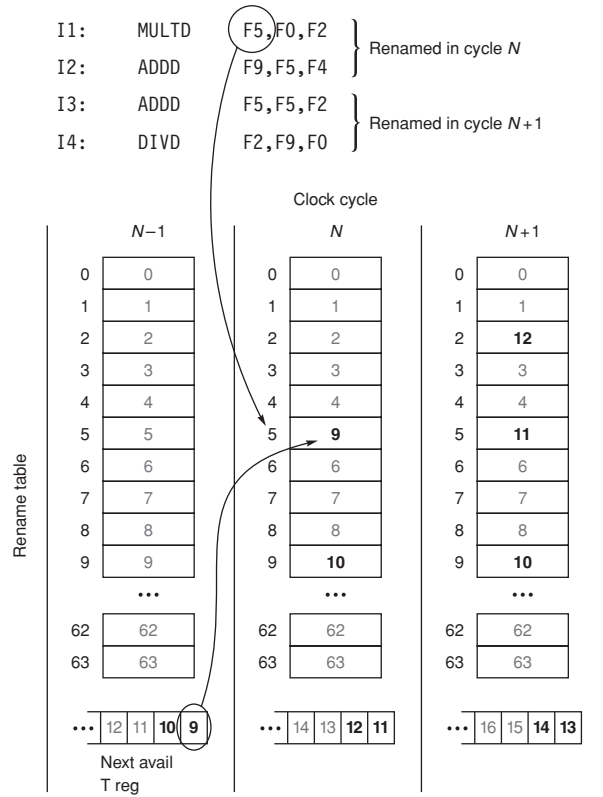 I1: MULTD F5,F0,F2
I2: ADDD F9,F5,F4
Renamed in cycle N
I3: ADDD F5,F5,F2
I4: DIVD F2,F9,F0
Renamed in cycle N+1
Clock cycle
N−1 N N+1
0 0 0 0 0 0
1 1 1 1 1 1
2 2 2 2 2 12
3 3 3 3 3 3
4 4 4 4 4 4
5 5 5 9 5 11
6 6 6 6 6 6
7 7 7 7 7 7
8 8 8 8 8 8
9 9 9 10 9 10
... ... ...
62 62 62 62 62 62
63 63 63 63 63 63
Rename table
... 12 11 10 9 ... 14 13 12 11 ... 16 15 14 13
Next avail
T reg